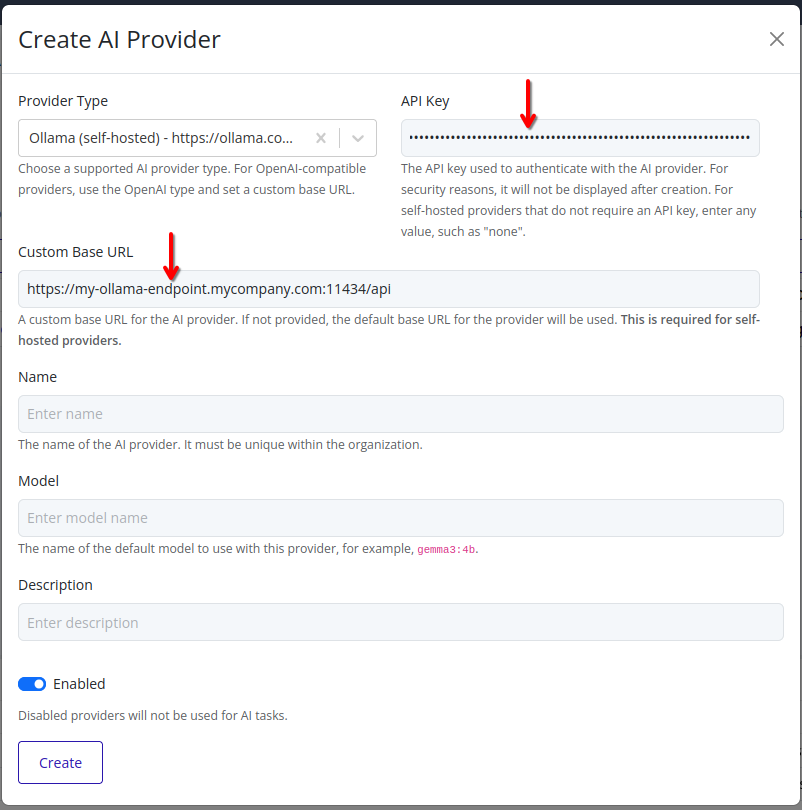 Create AI Provider
Provider Type
API Key
Ollama (self-hosted) - https://ollama.co...
••••••••••••••••••••••••••••••••••••••••••••••••••••••••••••••••
Choose a supported AI provider type. For OpenAI-compatible
providers, use the OpenAI type and set a custom base URL.
The API key used to authenticate with the AI provider. For
security reasons, it will not be displayed after creation. For
self-hosted providers that do not require an API key, enter any
value, such as "none".
Custom Base URL
https://my-ollama-endpoint.mycompany.com:11434/api
A custom base URL for the AI provider. If not provided, the default base URL for the provider will be used. This is required for self-
hosted providers.
Name
Enter name
The name of the AI provider. It must be unique within the organization.
Model
Enter model name
The name of the default model to use with this provider, for example, gemma3:4b.
Description
Enter description
Enabled
Disabled providers will not be used for AI tasks.
Create